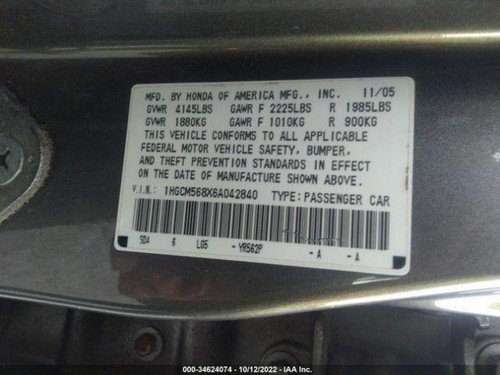 MFD. BY HONDA OF AMERICA MFG., INC. 11/05
GVWR 4145LBS GAWR F 2225LBS R 1985LBS
GVWR 1880KG GAWR F 1010KG R 900KG
THIS VEHICLE CONFORMS TO ALL APPLICABLE
FEDERAL MOTOR VEHICLE SAFETY, BUMPER,
AND THEFT PREVENTION STANDARDS IN EFFECT
ON THE DATE OF MANUFACTURE SHOWN ABOVE.
V.I.N.: 1HGCM568X6A042840 TYPE: PASSENGER CAR
SDA 6 LG5 - YR562P - A - A
000-34624074 - 10/12/2022 - IAA Inc.